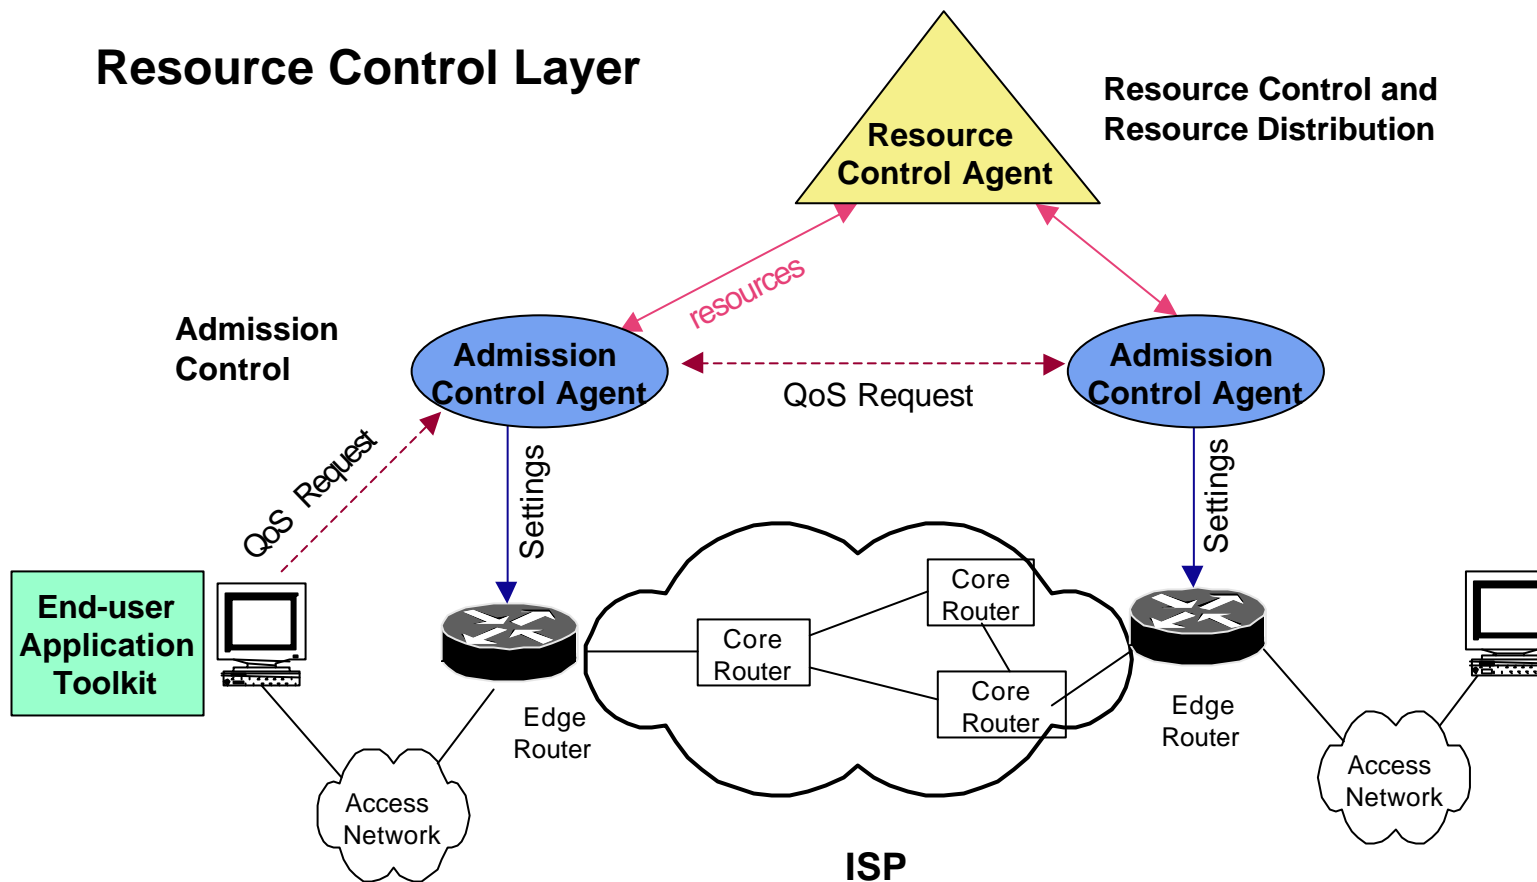 Resource Control Layer
Resource Control and
Resource Distribution
Resource
Control Agent
resources
Admission
Control
Admission
Control Agent
QoS Request
Admission
Control Agent
QoS Request
Settings
Settings
End-user
Application
Toolkit
Edge
Router
Core
Router
Core
Router
Core
Router
Edge
Router
Access
Network
Access
Network
ISP